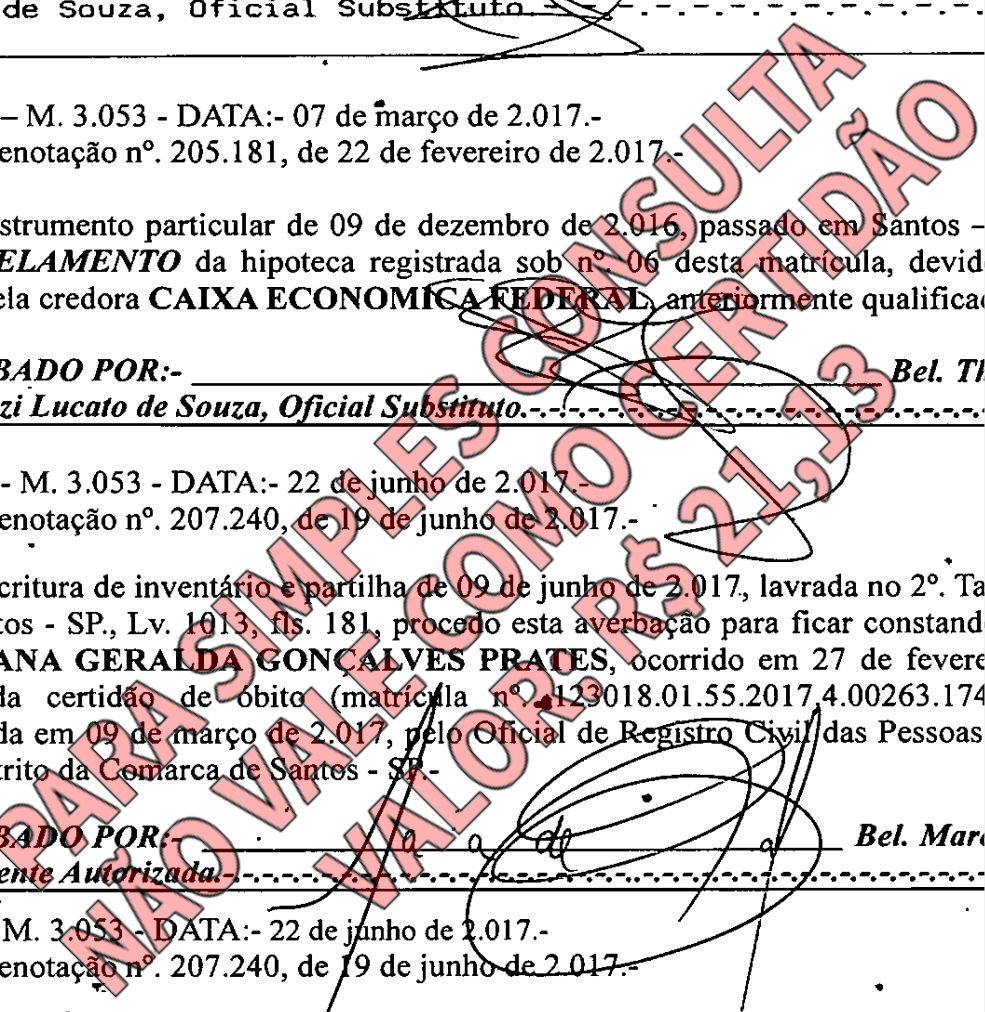 de Souza, Oficial Substituto.-.-.-.-.-.-.-.-.-.
– M. 3.053 - DATA:- 07 de março de 2.017.-
enotação nº. 205.181, de 22 de fevereiro de 2.017.-
strumento particular de 09 de dezembro de 2.016, passado em Santos –
ELAMENTO da hipoteca registrada sob nº. 06 desta matrícula, devid
ela credora CAIXA ECONOMICA FEDERAL, anteriormente qualificad
BADO POR:- Bel. Th
zi Lucato de Souza, Oficial Substituto.-.-.-.-.-.-.-.-.-.-.-.-.-.-.-.-.-.-.
- M. 3.053 - DATA:- 22 de junho de 2.017.-
enotação nº. 207.240, de 19 de junho de 2.017.-
critura de inventário e partilha de 09 de junho de 2.017, lavrada no 2º. Ta
tos - SP., Lv. 1013, fls. 181, procedo esta averbação para ficar constand
ANA GERALDA GONÇALVES PRATES, ocorrido em 27 de fevere
da certidão de óbito (matrícula nº. 123018.01.55.2017.4.00263.174
da em 09 de março de 2.017, pelo Oficial de Registro Civil das Pessoas
trito da Comarca de Santos - SP.-
BADO POR:- Bel. Marc
ente Autorizada.-.-.-.-.-.-.-.-.-.-.-.-.-.-.-.-.-.-.-.-.-.-.-.-.
M. 3.053 - DATA:- 22 de junho de 2.017.-
enotação nº. 207.240, de 19 de junho de 2.017.-
PARA SIMPLES CONSULTA
NÃO VALE COMO CERTIDÃO
VALOR: R$ 21,13